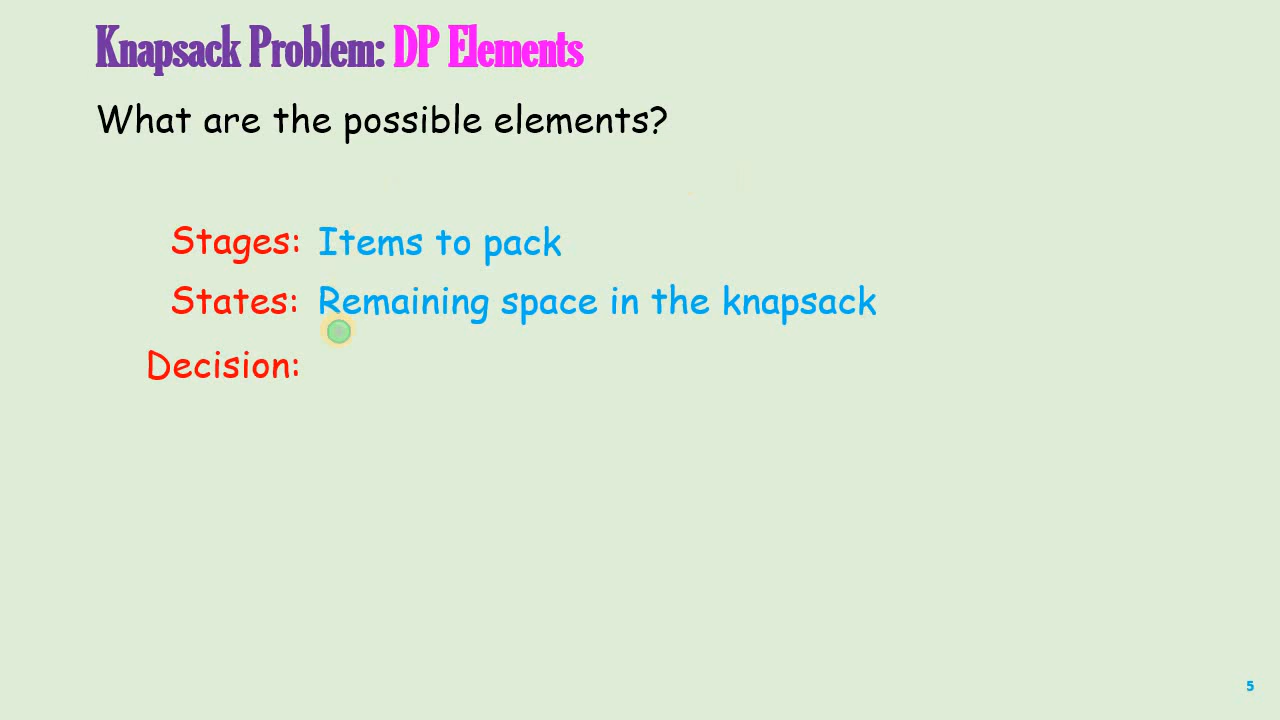 Knapsack Problem: DP Elements
What are the possible elements?
Stages: Items to pack
States: Remaining space in the knapsack
Decision:
5